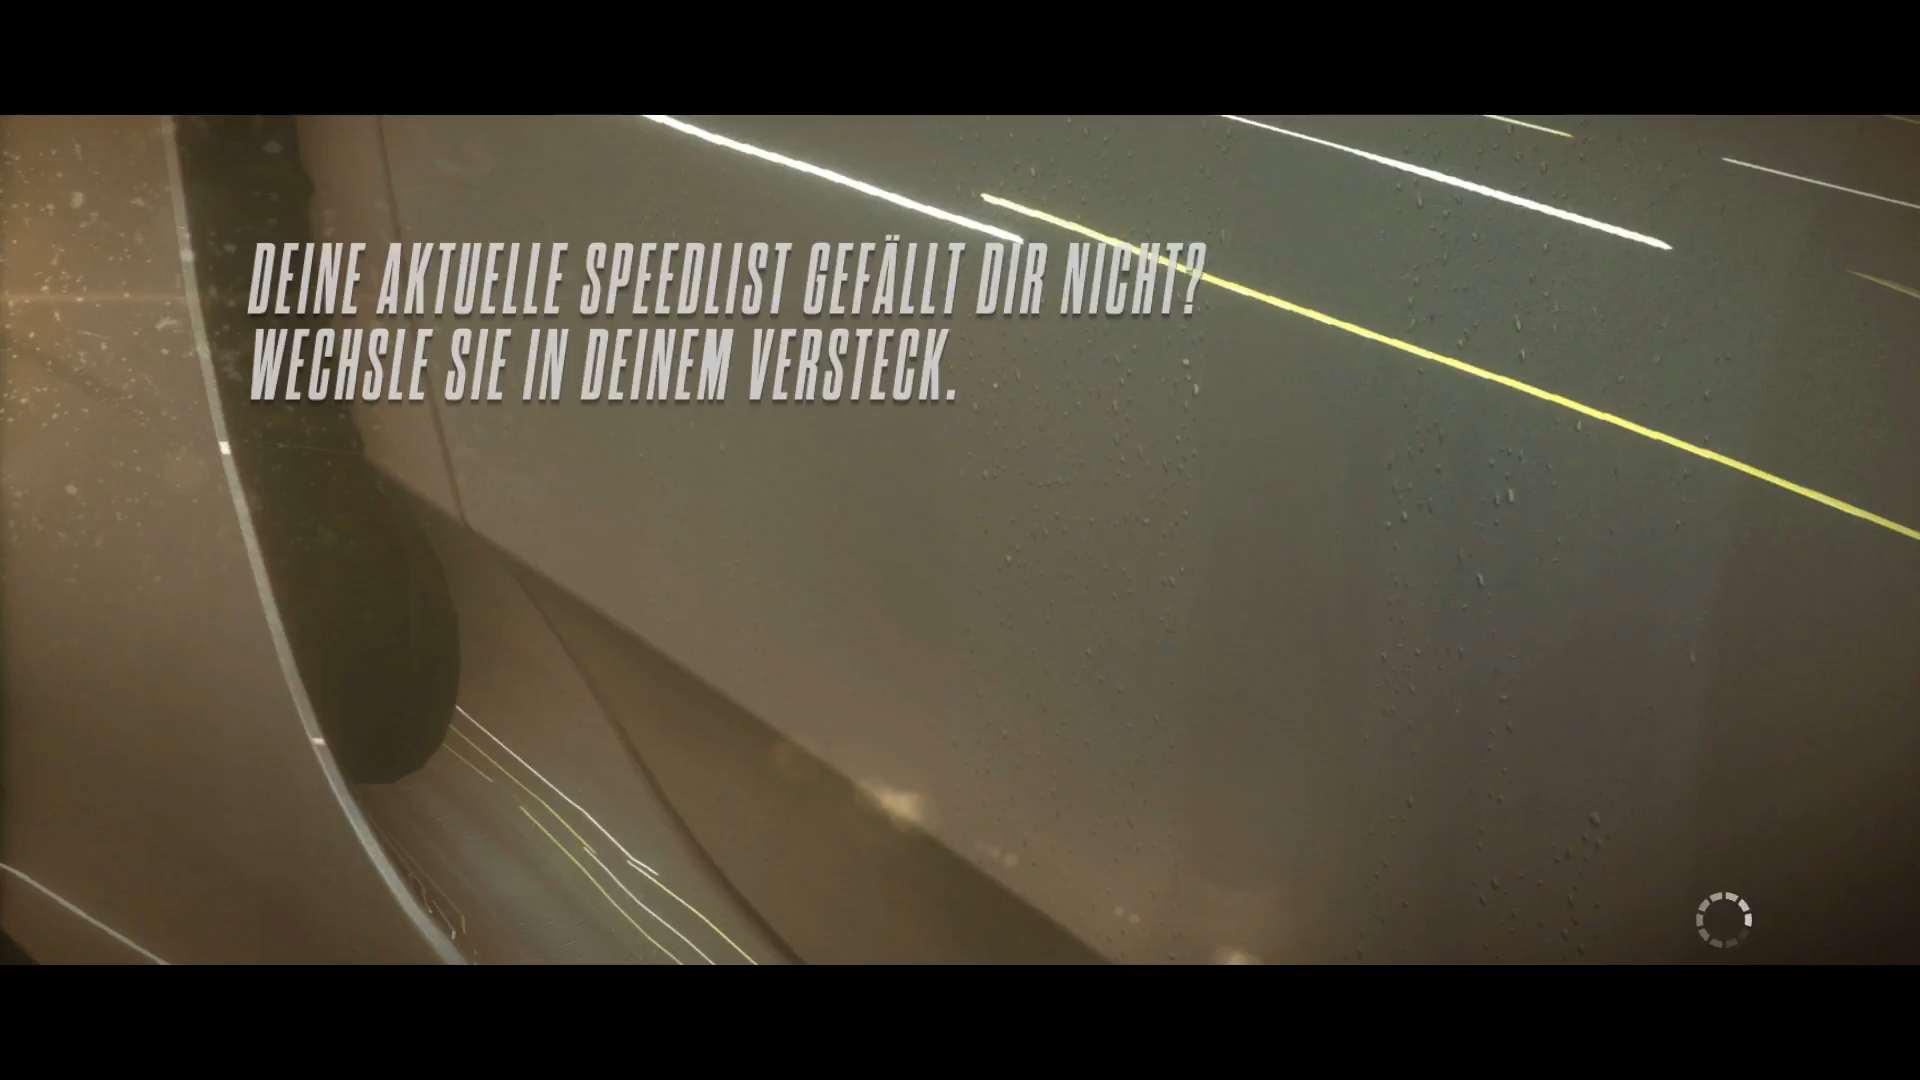 DEINE AKTUELLE SPEEDLIST GEFÄLLT DIR NICHT?
WECHSLE SIE IN DEINEM VERSTECK.